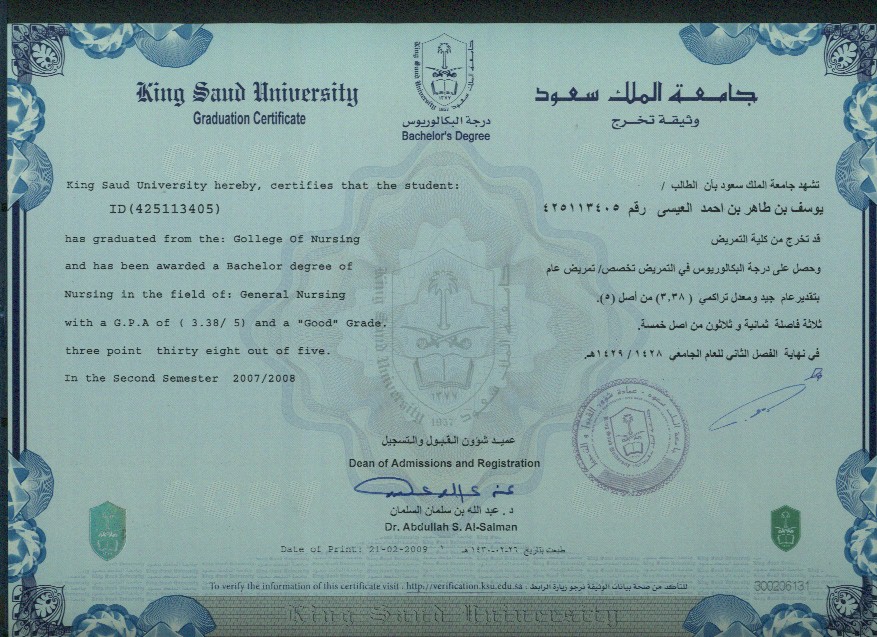 King Saud University
Graduation Certificate
درجة البكالوريوس
Bachelor's Degree
جامعة الملك سعود
وثيقة تخرج
King Saud University hereby, certifies that the student:
ID(425113405)
has graduated from the: Gollege Of Nursing
and has been awarded a Bachelor degree of
Nursing in the field of: General Nursing
with a G.P.A of ( 3.38/ 5) and a "Good" Grade.
three point thirty eight out of five.
In the Second Semester 2007/2008
تشهد جامعة الملك سعود بأن الطالب /
يوسف بن طاهر بن احمد العيسى رقم ٤٢٥١١٣٤٠٥
قد تخرج من كلية التمريض
وحصل على درجة البكالوريوس في التمريض تخصص/ تمريض عام
بتقدير عام جيد ومعدل تراكمي ( ٣,٣٨) من أصل (٥).
ثلاثة فاصلة ثمانية و ثلاثون من اصل خمسة.
في نهاية الفصل الثاني للعام الجامعي ١٤٢٨ / ١٤٢٩هـ.
عميد شؤون القبول والتسجيل
Dean of Admissions and Registration
د. عبد الله بن سلمان السلمان
Dr. Abdullah S. Al-Salman
Date of Print: 21-02-2009
طبعت بتاريخ ٢٦-٠٢-١٤٣٠ هـ
To verify the information of this certificate visit : http://verification.ksu.edu.sa : للتأكد من صحة بيانات الوثيقة نرجو زيارة الرابط
300206131
King Saud University